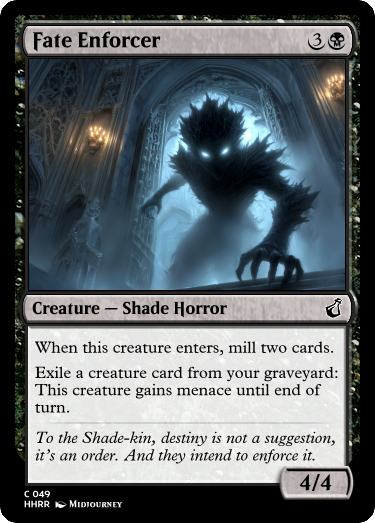 Fate Enforcer 3
Creature — Shade Horror
When this creature enters, mill two cards.
Exile a creature card from your graveyard:
This creature gains menace until end of
turn.
To the Shade-kin, destiny is not a suggestion,
it's an order. And they intend to enforce it.
4/4
C 049
HHRR Midjourney